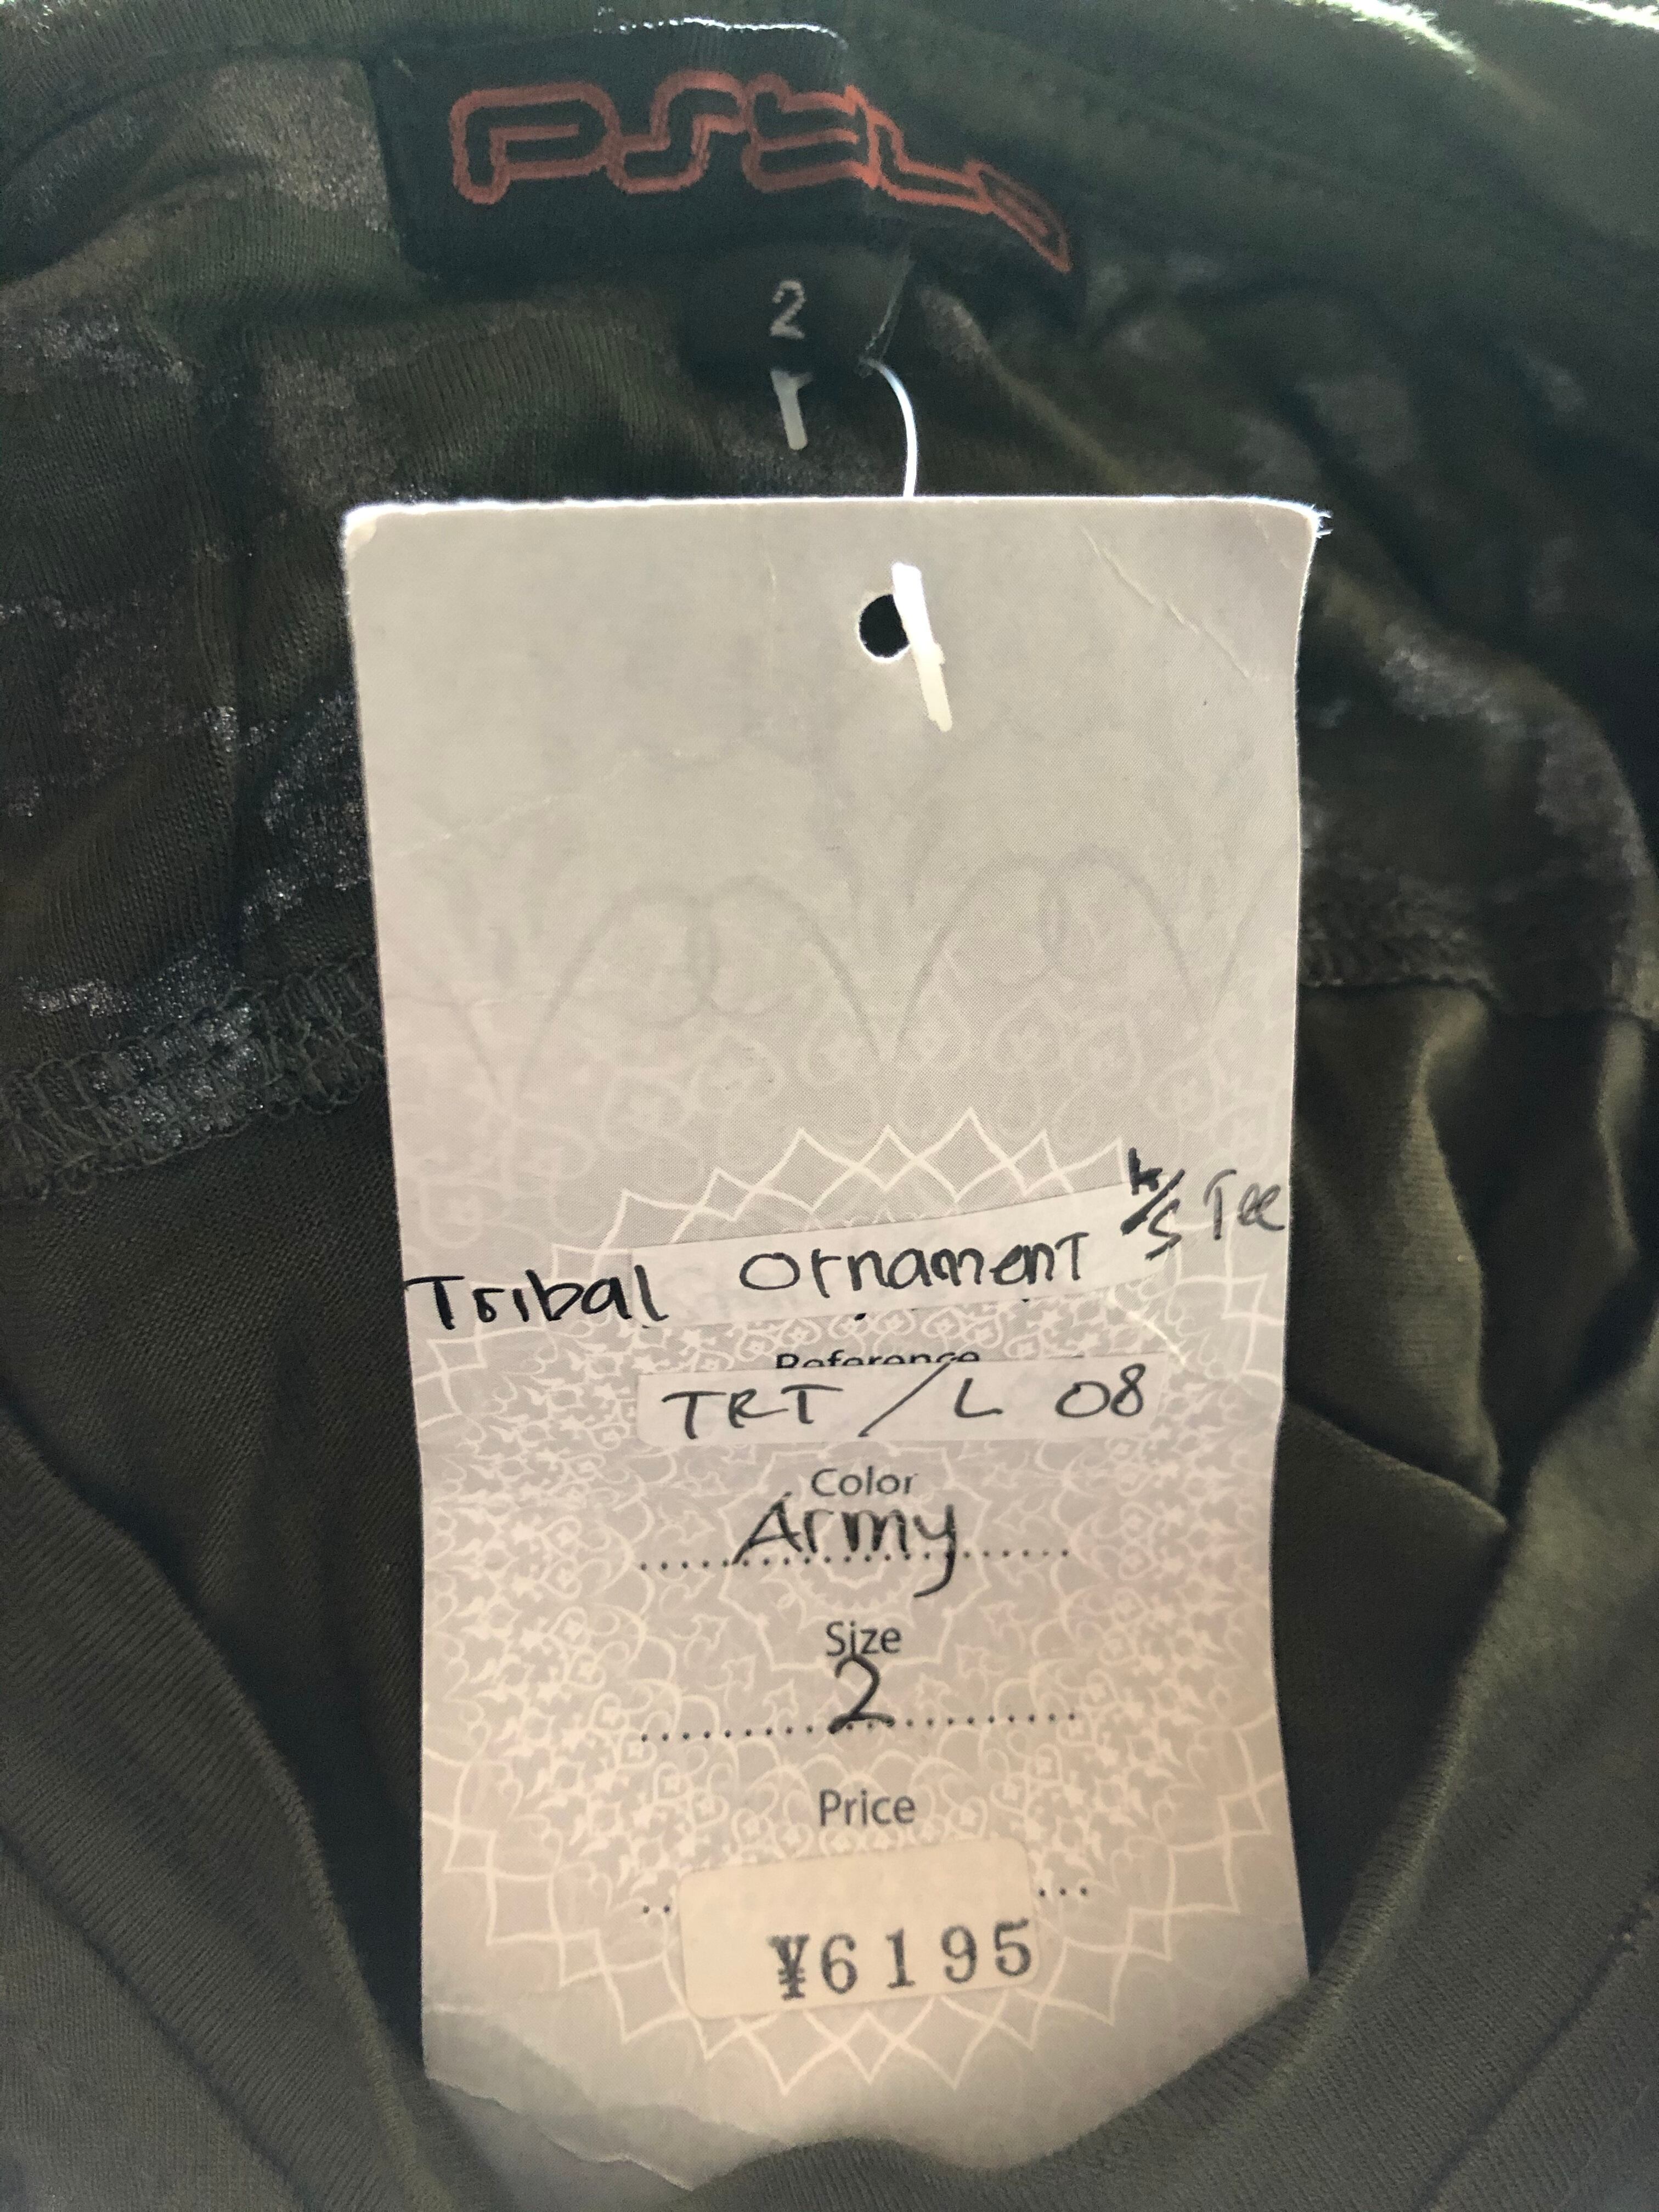 PSYLO
2
Tribal Ornament k/s Tee
Reference
TRT / L 08
Color
Army
Size
2
Price
¥6195